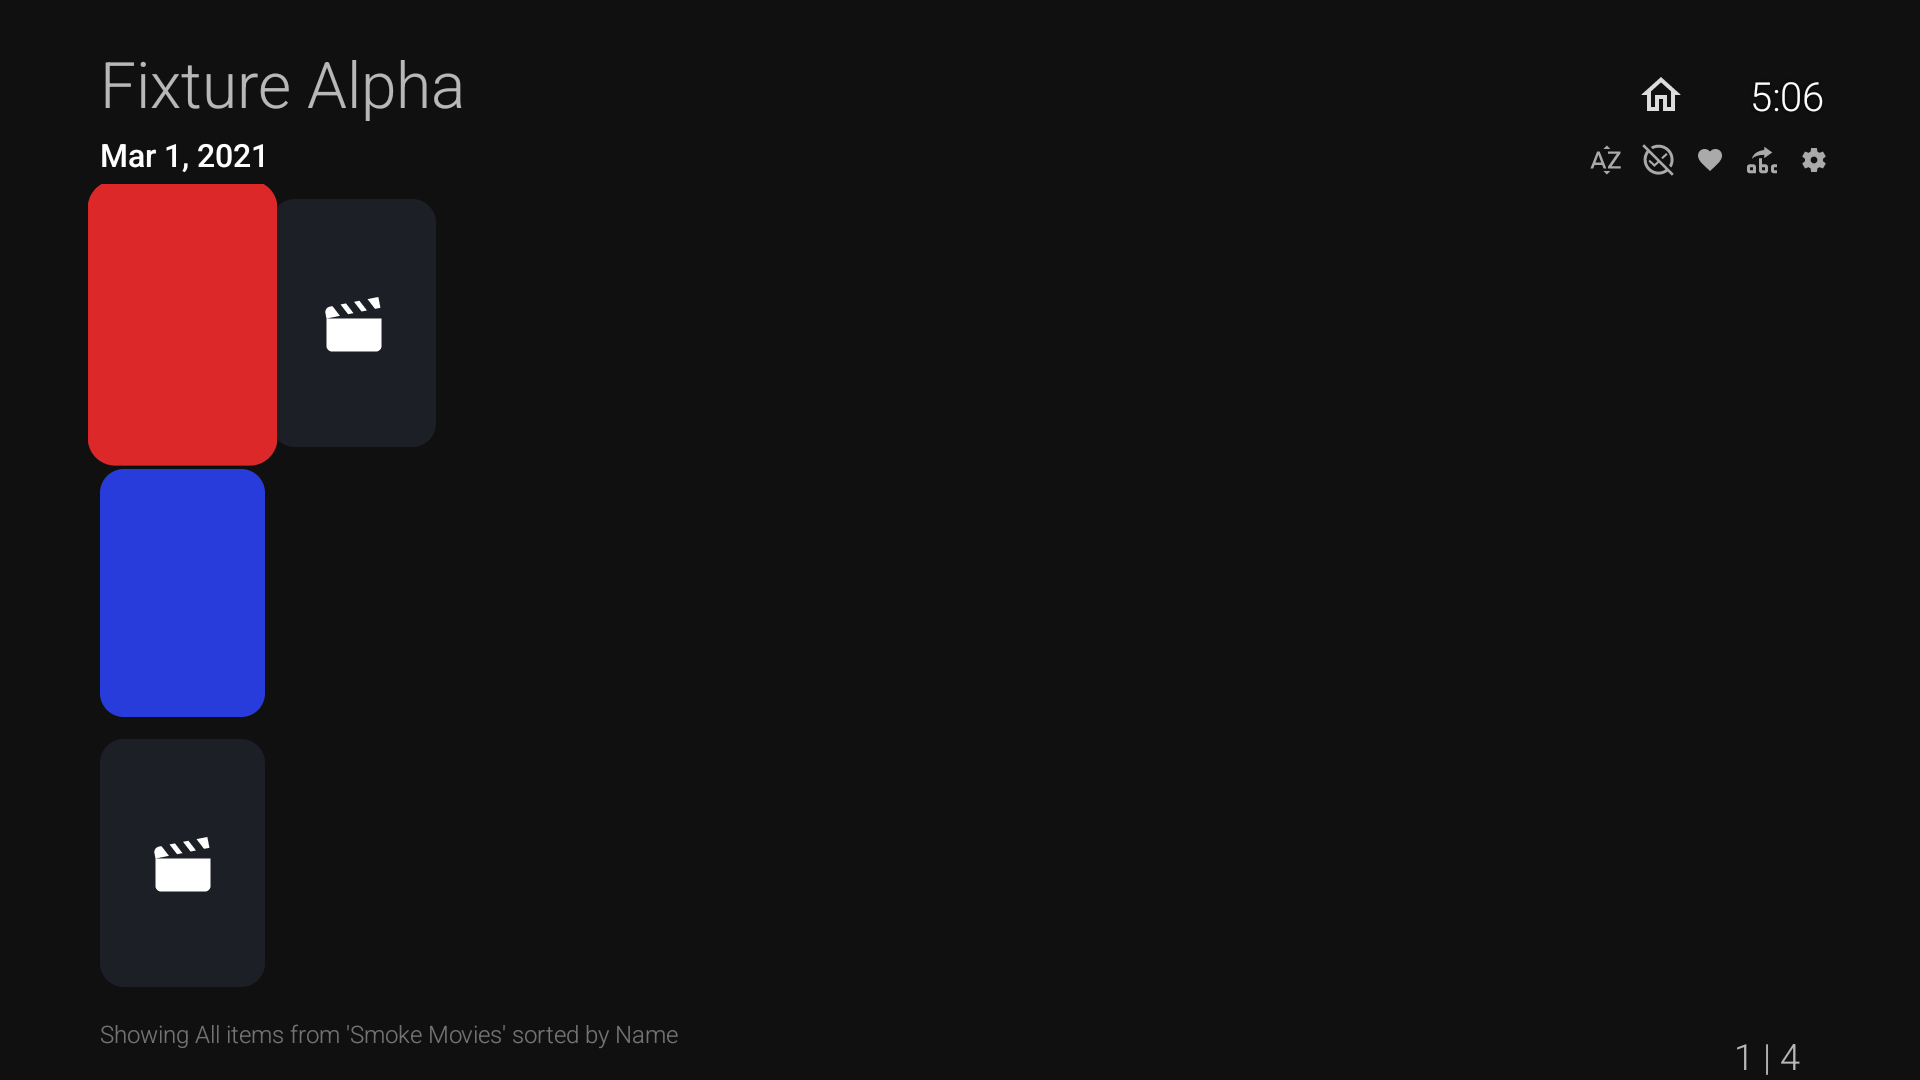 Fixture Alpha
5:06
Mar 1, 2021
AZ
abc
Showing All items from 'Smoke Movies' sorted by Name
1 | 4